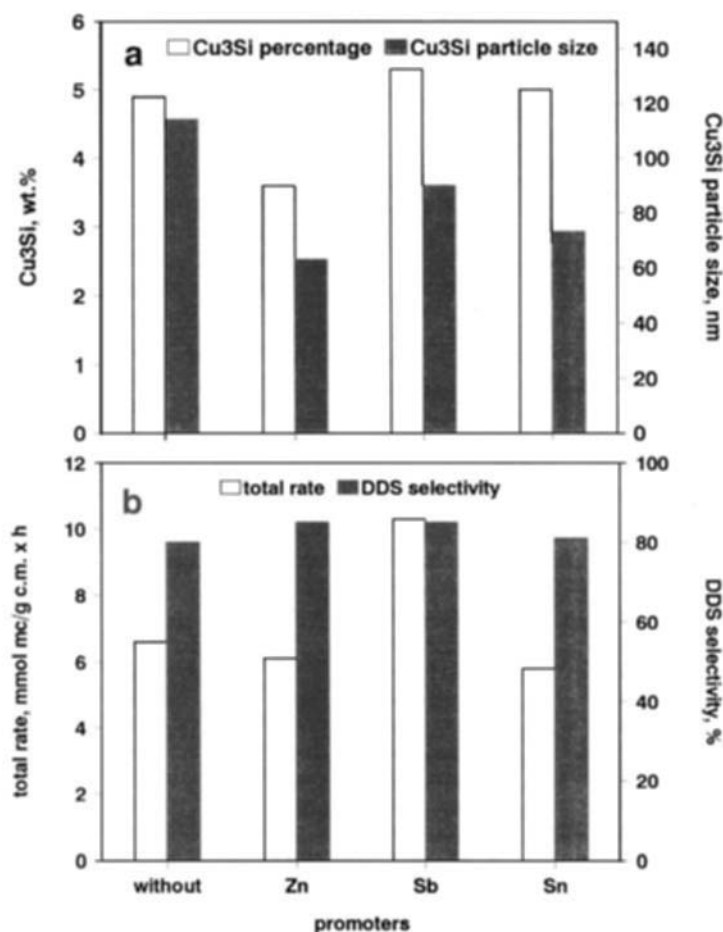 a
Cu3Si percentage Cu3Si particle size
6
5
4
3
2
1
0
Cu3Si, wt.%
140
120
100
80
60
40
20
0
Cu3Si particle size, nm
b
total rate DDS selectivity
12
10
8
6
4
2
0
total rate, mmol mc/g c.m. x h
100
80
60
40
20
0
DDS selectivity, %
without Zn Sb Sn
promoters